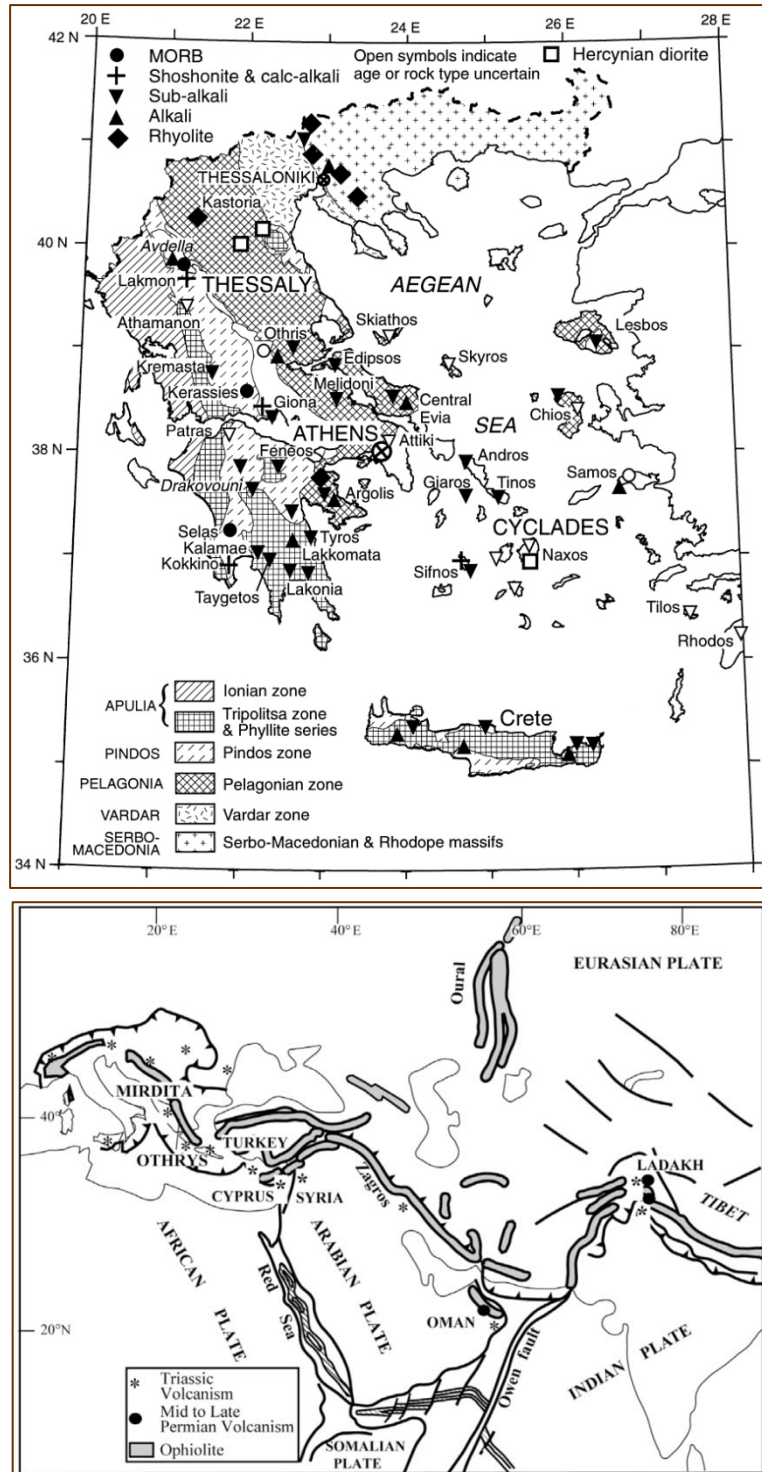 20 E
22
24
26
28 E
42 N
MORB
Shoshonite & calc-alkali
Sub-alkali
Alkali
Rhyolite
Open symbols indicate
age or rock type uncertain
Hercynian diorite
THESSALONIKI
Kastoria
40 N
Avdella
Lakmon
THESSALY
AEGEAN
Athamanon
Othris
Skiathos
Lesbos
Kremasta
Edipsos
Skyros
Melidoni
Kerassies
Giona
Central
Evia
SEA
Chios
38 N
Patras
ATHENS
Attiki
Feneos
Andros
Samos
Drakovouni
Argolis
Giaros
Tinos
CYCLADES
Selas
Tyros
Kalamae
Lakkomata
Naxos
Kokkino
Sifnos
Taygetos
Lakonia
Tilos
Rhodos
36 N
APULIA
Ionian zone
Tripolitsa zone
& Phyllite series
Crete
PINDOS
Pindos zone
PELAGONIA
Pelagonian zone
VARDAR
Vardar zone
SERBO-
MACEDONIA
Serbo-Macedonian & Rhodope massifs
34 N
20
22
24
26
20°E
40°E
60°E
80°E
Oural
EURASIAN PLATE
MIRDITA
40°
OTHRYS
TURKEY
LADAKH
CYPRUS
SYRIA
Zagros
TIBET
AFRICAN
PLATE
ARABIAN
PLATE
Red
Sea
20°N
OMAN
Owen fault
INDIAN PLATE
* Triassic
Volcanism
Mid to Late
Permian Volcanism
Ophiolite
SOMALIAN
PLATE